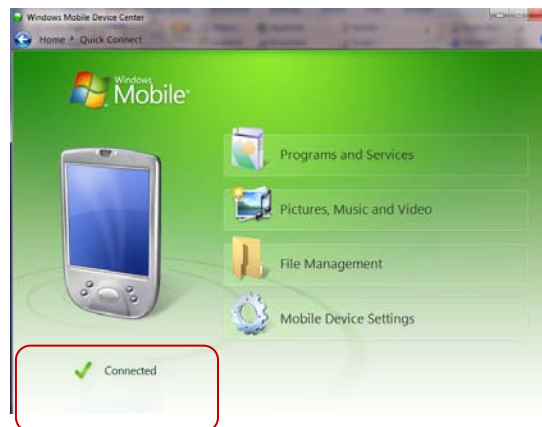 Windows Mobile Device Center
Home Quick Connect
Windows
Mobile
Programs and Services
Pictures, Music and Video
File Management
Mobile Device Settings
Connected